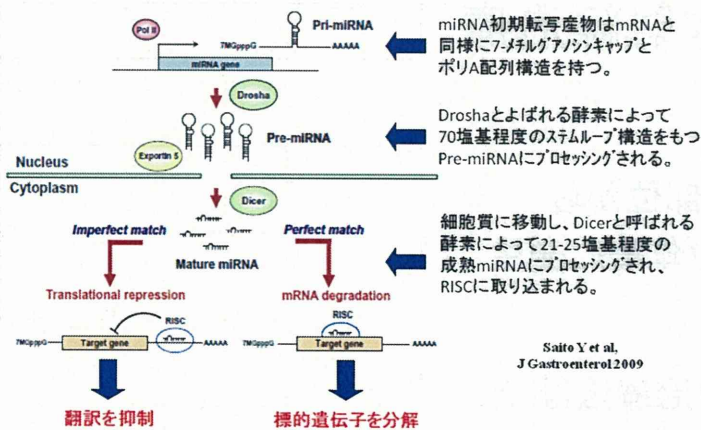 Pol II
Pri-miRNA
7MGpppG
AAAAA
miRNA gene
miRNA初期転写産物はmRNAと
同様に7-メチルグアノシンキャップと
ポリA配列構造を持つ。
Drosha
Pre-miRNA
Exportin 5
Droshaとよばれる酵素によって
70塩基程度のステムループ構造をもつ
Pre-miRNAにプロセッシングされる。
Nucleus
Cytoplasm
Dicer
Imperfect match
Perfect match
Mature miRNA
細胞質に移動し、Dicerと呼ばれる
酵素によって21-25塩基程度の
成熟miRNAにプロセッシングされ、
RISCに取り込まれる。
Translational repression
mRNA degradation
RISC
RISC
7MGpppG
Target gene
AAAAA
7MGpppG
Target gene
AAAAA
Saito Y et al,
J Gastroenterol 2009
翻訳を抑制
標的遺伝子を分解